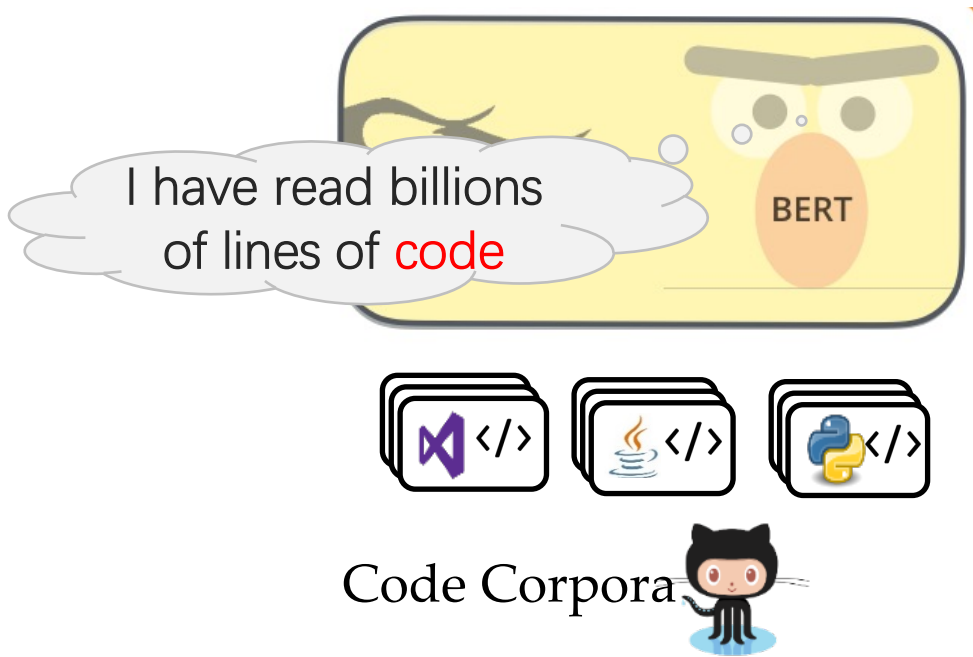 I have read billions
of lines of code
BERT
</>
</>
</>
Code Corpora